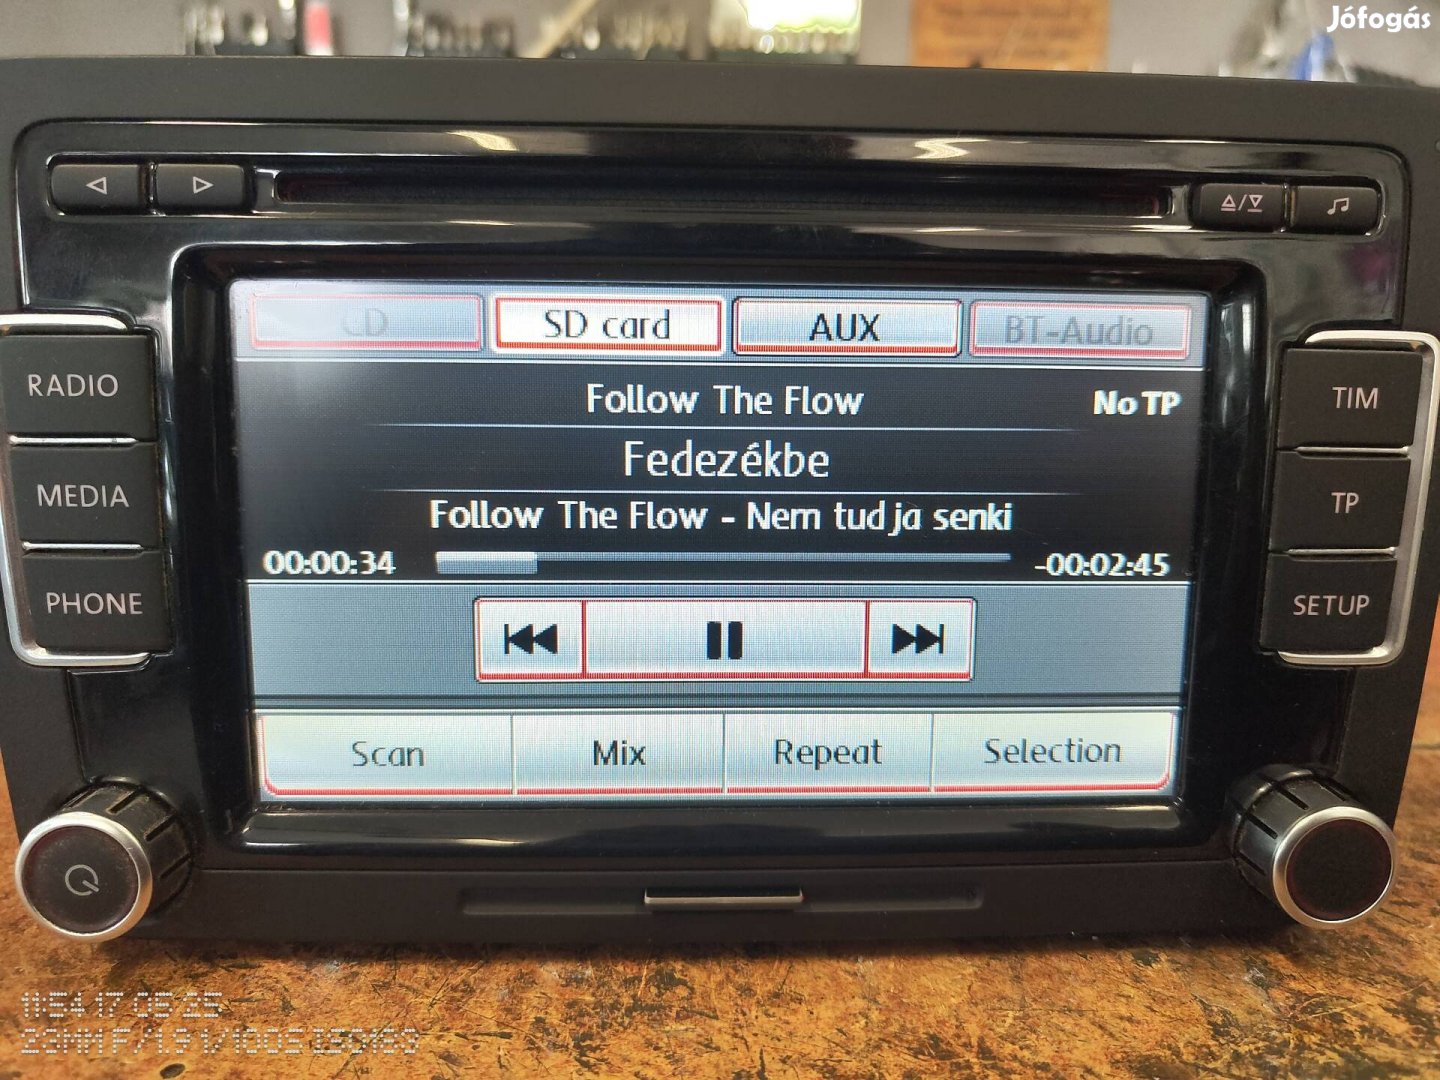 Jófogás
CD
SD card
AUX
BT-Audio
Follow The Flow
No TP
Fedezékbe
Follow The Flow - Nem tudja senki
00:00:34
-00:02:45
Scan
Mix
Repeat
Selection
RADIO
MEDIA
PHONE
TIM
TP
SETUP